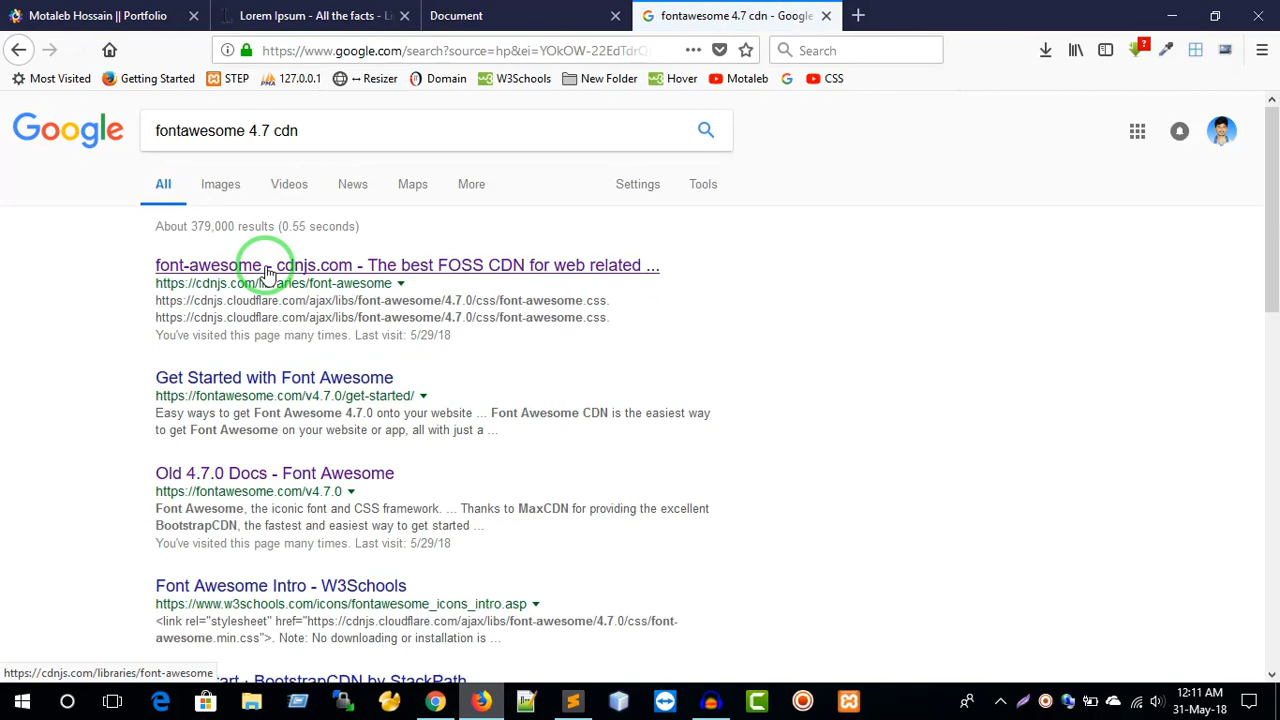 Motaleb Hossain || Portfolio
Lorem Ipsum - All the facts - Li
Document
fontawesome 4.7 cdn - Google
https://www.google.com/search?source=hp&ei=YOkOW-22EdTdrQ
Search
?
Most Visited
Getting Started
STEP
127.0.0.1
Resizer
Domain
W3Schools
New Folder
Hover
Motaleb
CSS
Google
fontawesome 4.7 cdn
All
Images
Videos
News
Maps
More
Settings
Tools
About 379,000 results (0.55 seconds)
font-awesome - cdnjs.com - The best FOSS CDN for web related ...
https://cdnjs.com/libraries/font-awesome
https://cdnjs.cloudflare.com/ajax/libs/font-awesome/4.7.0/css/font-awesome.css.
https://cdnjs.cloudflare.com/ajax/libs/font-awesome/4.7.0/css/font-awesome.css.
You've visited this page many times. Last visit: 5/29/18
Get Started with Font Awesome
https://fontawesome.com/v4.7.0/get-started/
Easy ways to get Font Awesome 4.7.0 onto your website ... Font Awesome CDN is the easiest way
to get Font Awesome on your website or app, all with just a ...
Old 4.7.0 Docs - Font Awesome
https://fontawesome.com/v4.7.0
Font Awesome, the iconic font and CSS framework. ... Thanks to MaxCDN for providing the excellent
BootstrapCDN, the fastest and easiest way to get started ...
You've visited this page many times. Last visit: 5/29/18
Font Awesome Intro - W3Schools
https://www.w3schools.com/icons/fontawesome_icons_intro.asp
<link rel="stylesheet" href="https://cdnjs.cloudflare.com/ajax/libs/font-awesome/4.7.0/css/font-
awesome.min.css">. Note: No downloading or installation is ...
https://cdnjs.com/libraries/font-awesome
BootstrapCDN by StackPath
12:11 AM
31-May-18